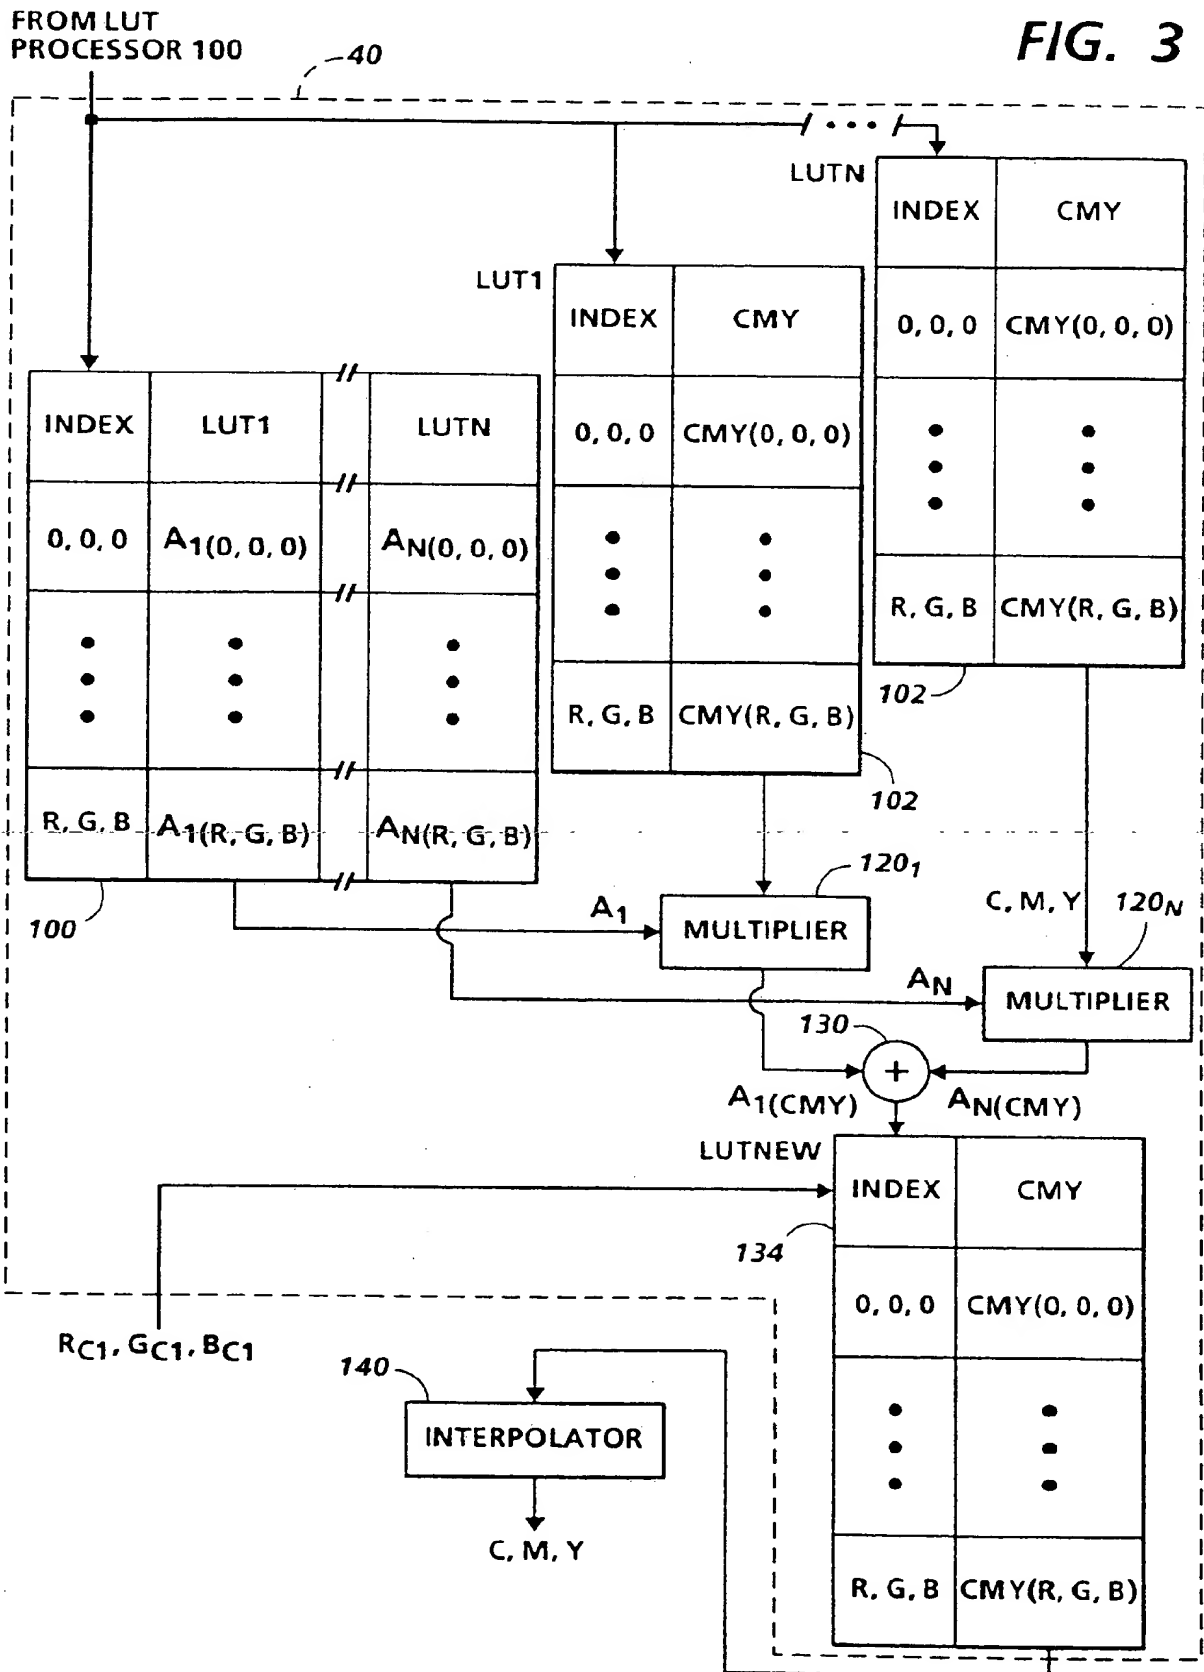 FROM LUT
PROCESSOR 100
FIG. 3
40
LUTN
INDEX CMY
0, 0, 0 CMY(0, 0, 0)
R, G, B CMY(R, G, B)
102
LUT1
INDEX CMY
0, 0, 0 CMY(0, 0, 0)
R, G, B CMY(R, G, B)
102
INDEX LUT1 LUTN
0, 0, 0 A1(0, 0, 0) AN(0, 0, 0)
R, G, B A1(R, G, B) AN(R, G, B)
100
A1
MULTIPLIER
1201
C, M, Y
120N
AN
MULTIPLIER
130
+
A1(CMY) AN(CMY)
LUTNEW
INDEX CMY
134
0, 0, 0 CMY(0, 0, 0)
R, G, B CMY(R, G, B)
RC1, GC1, BC1
140
INTERPOLATOR
C, M, Y